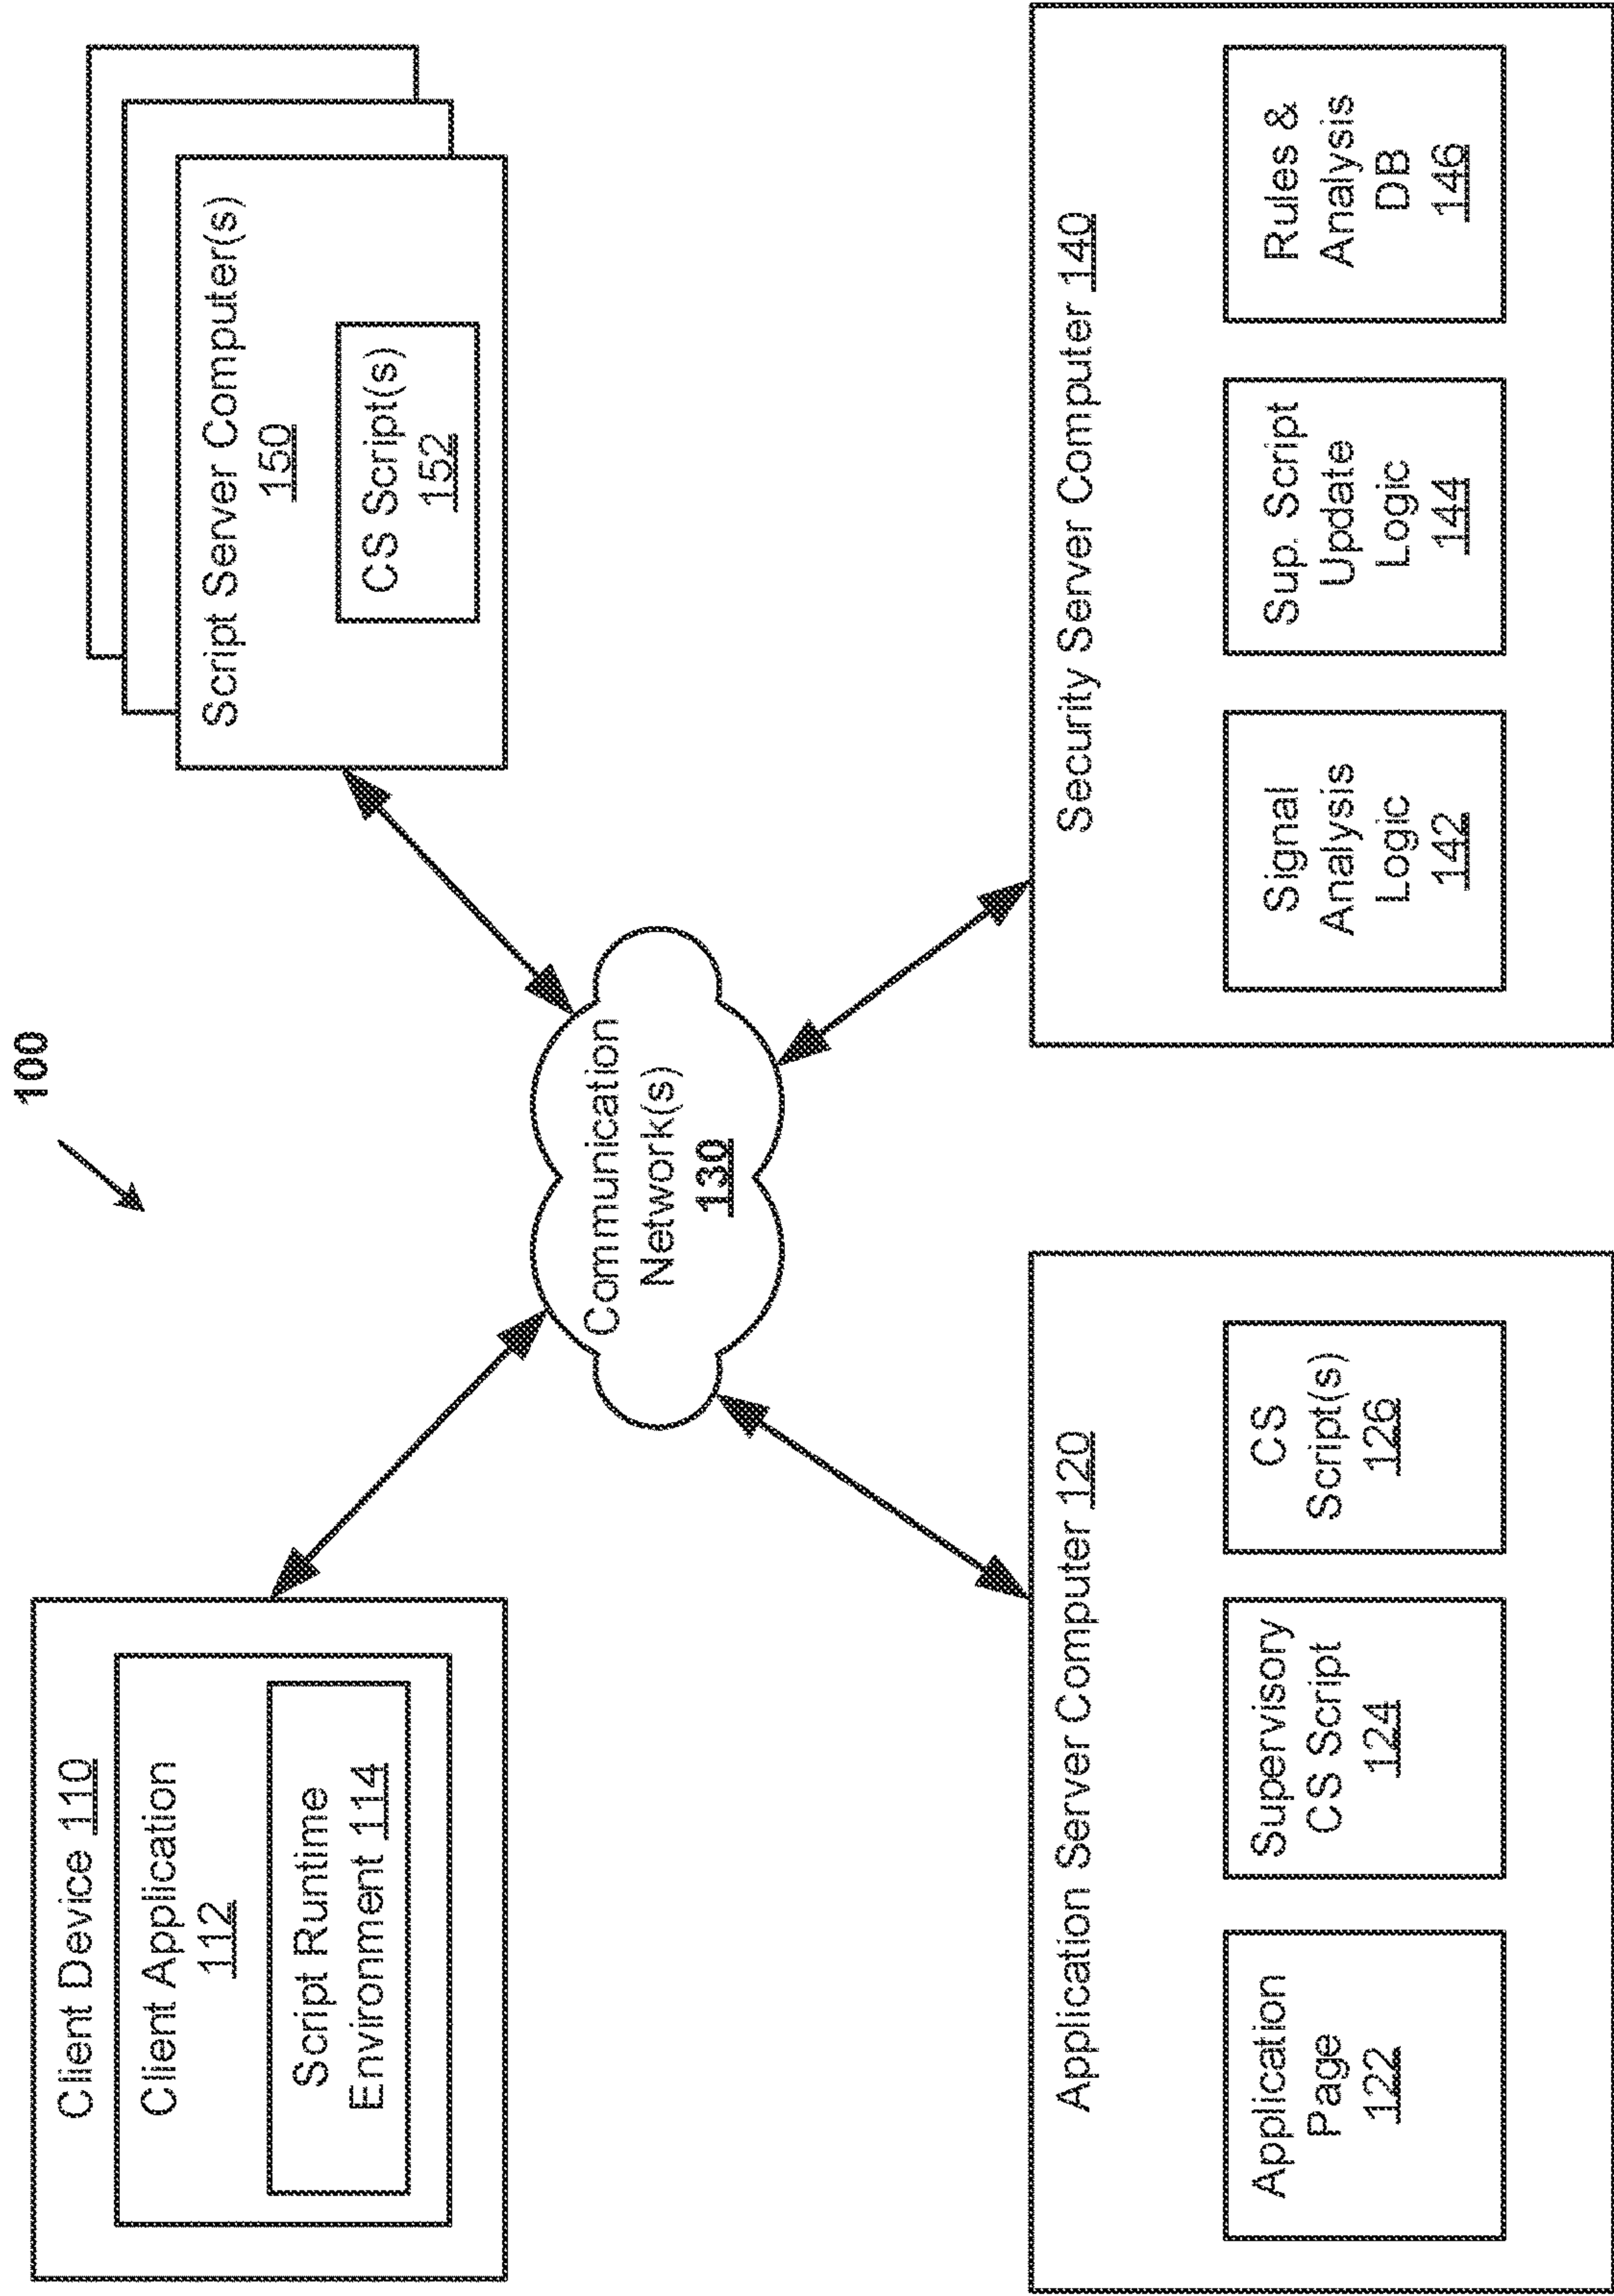 100
Client Device 110
Client Application
112
Script Runtime
Environment 114
Script Server Computer(s)
150
CS Script(s)
152
Communication
Network(s)
130
Application Server Computer 120
Application
Page
122
Supervisory
CS Script
124
CS
Script(s)
126
Security Server Computer 140
Signal
Analysis
Logic
142
Sup. Script
Update
Logic
144
Rules &
Analysis
DB
146